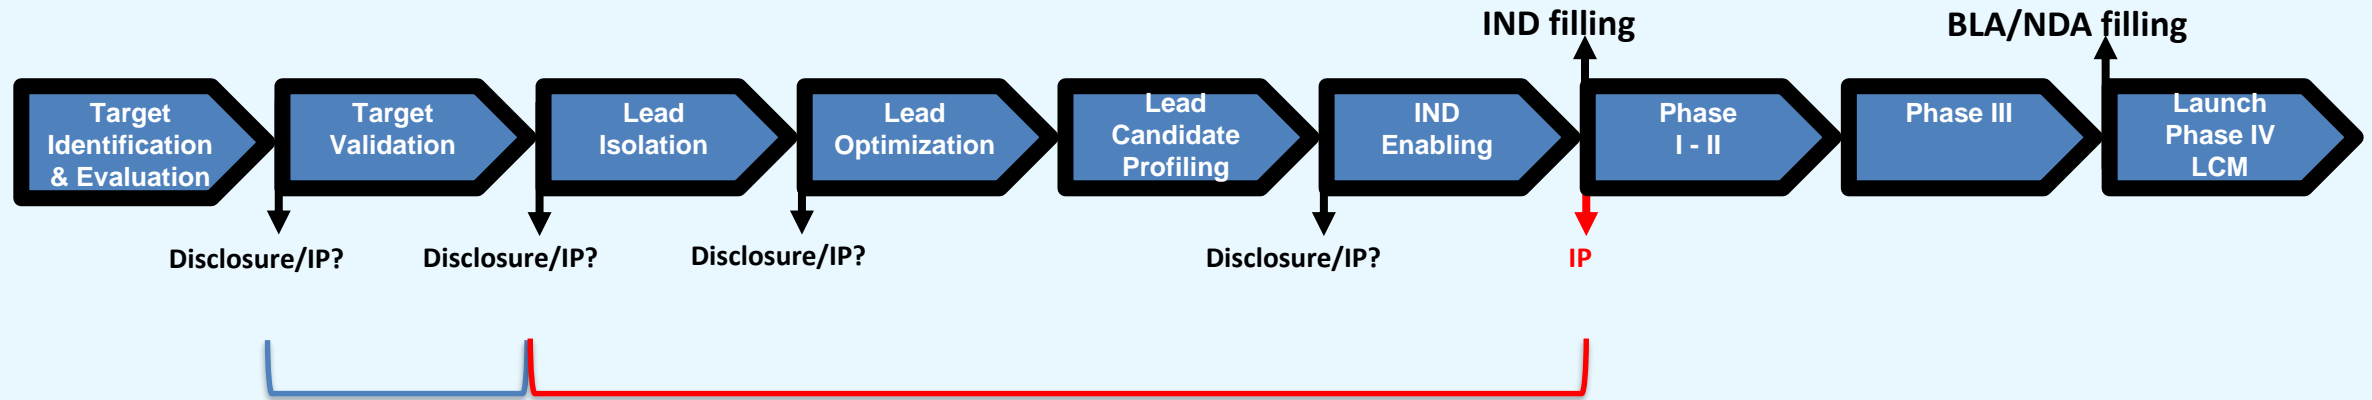 IND filling
BLA/NDA filling
Target
Identification
& Evaluation
Target
Validation
Lead
Isolation
Lead
Optimization
Lead
Candidate
Profiling
IND
Enabling
Phase
I - II
Phase III
Launch
Phase IV
LCM
Disclosure/IP?
Disclosure/IP?
Disclosure/IP?
Disclosure/IP?
IP